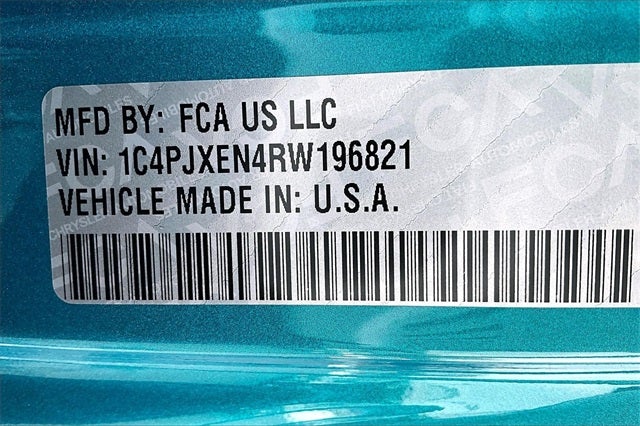 MFD BY: FCA US LLC
VIN: 1C4PJXEN4RW196821
VEHICLE MADE IN: U.S.A.